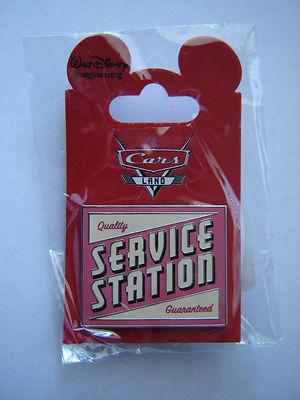 Walt Disney
Imagineering
Cars
LAND
Quality
SERVICE
STATION
Guaranteed